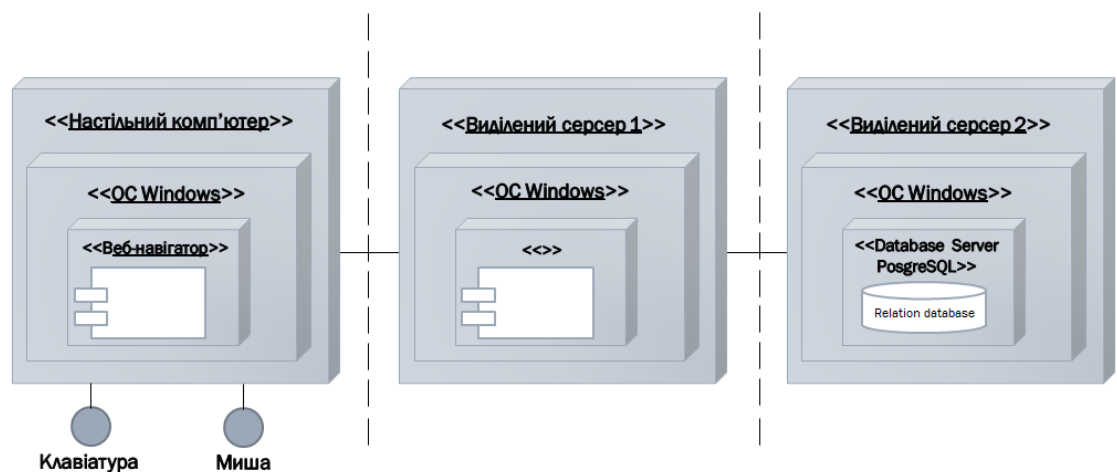 <<Настільний комп'ютер>>
<<Виділений серсер 1>>
<<Виділений серсер 2>>
<<ОС Windows>>
<<ОС Windows>>
<<ОС Windows>>
<<Веб-навігатор>>
<<>>
<<Database Server
PosgreSQL>>
Relation database
Клавіатура
Миша